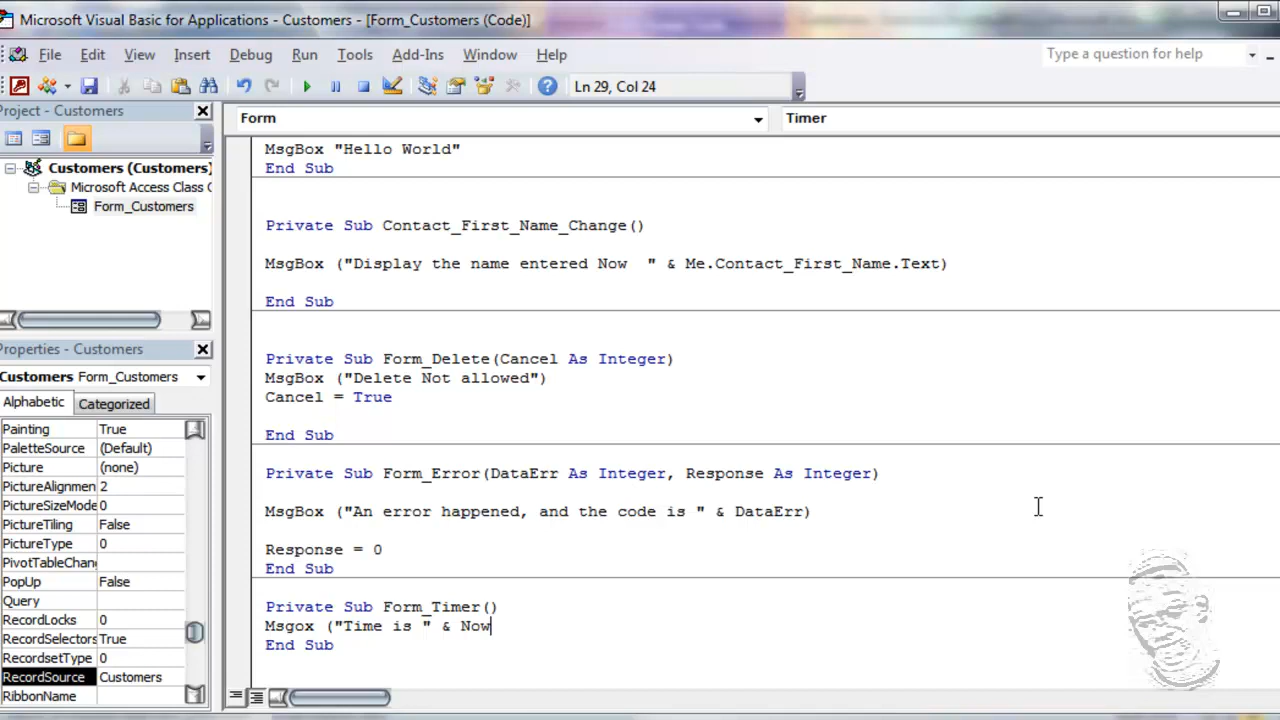 Microsoft Visual Basic for Applications - Customers - [Form_Customers (Code)]
File Edit View Insert Debug Run Tools Add-Ins Window Help
Type a question for help
Ln 29, Col 24
Project - Customers
Form
Timer
Customers (Customers)
Microsoft Access Class
Form_Customers
Properties - Customers
Customers Form_Customers
Alphabetic Categorized
Painting True
PaletteSource (Default)
Picture (none)
PictureAlignmen 2
PictureSizeMode 0
PictureTiling False
PictureType 0
PivotTableChan
PopUp False
Query
RecordLocks 0
RecordSelectors True
RecordsetType 0
RecordSource Customers
RibbonName
MsgBox "Hello World"
End Sub
Private Sub Contact_First_Name_Change()
MsgBox ("Display the name entered Now  " & Me.Contact_First_Name.Text)
End Sub
Private Sub Form_Delete(Cancel As Integer)
MsgBox ("Delete Not allowed")
Cancel = True
End Sub
Private Sub Form_Error(DataErr As Integer, Response As Integer)
MsgBox ("An error happened, and the code is " & DataErr)
Response = 0
End Sub
Private Sub Form_Timer()
Msgox ("Time is " & Now
End Sub